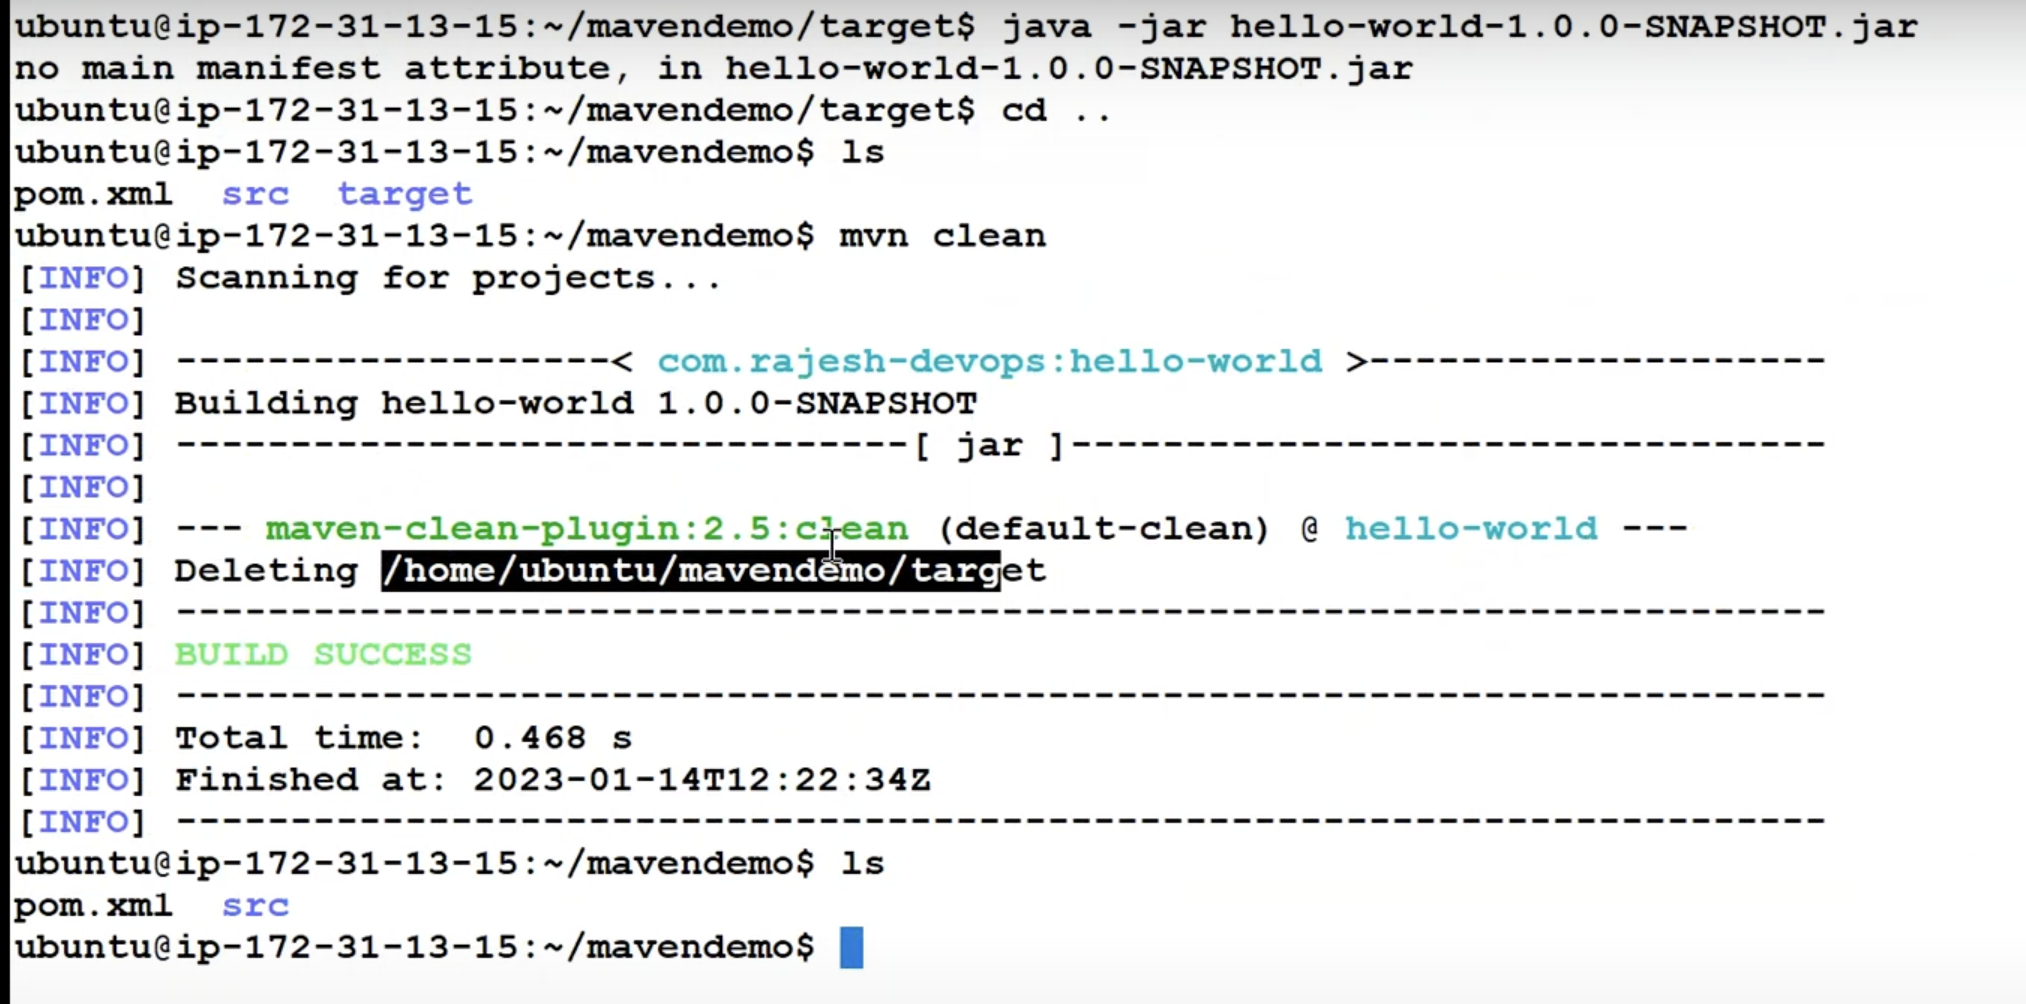 ubuntu@ip-172-31-13-15:~/mavendemo/target$ java -jar hello-world-1.0.0-SNAPSHOT.jar
no main manifest attribute, in hello-world-1.0.0-SNAPSHOT.jar
ubuntu@ip-172-31-13-15:~/mavendemo/target$ cd ..
ubuntu@ip-172-31-13-15:~/mavendemo$ ls
pom.xml  src  target
ubuntu@ip-172-31-13-15:~/mavendemo$ mvn clean
[INFO] Scanning for projects...
[INFO]
[INFO] -------------------< com.rajesh-devops:hello-world >--------------------
[INFO] Building hello-world 1.0.0-SNAPSHOT
[INFO] --------------------------------[ jar ]---------------------------------
[INFO]
[INFO] --- maven-clean-plugin:2.5:clean (default-clean) @ hello-world ---
[INFO] Deleting /home/ubuntu/mavendemo/target
[INFO] ------------------------------------------------------------------------
[INFO] BUILD SUCCESS
[INFO] ------------------------------------------------------------------------
[INFO] Total time:  0.468 s
[INFO] Finished at: 2023-01-14T12:22:34Z
[INFO] ------------------------------------------------------------------------
ubuntu@ip-172-31-13-15:~/mavendemo$ ls
pom.xml  src
ubuntu@ip-172-31-13-15:~/mavendemo$